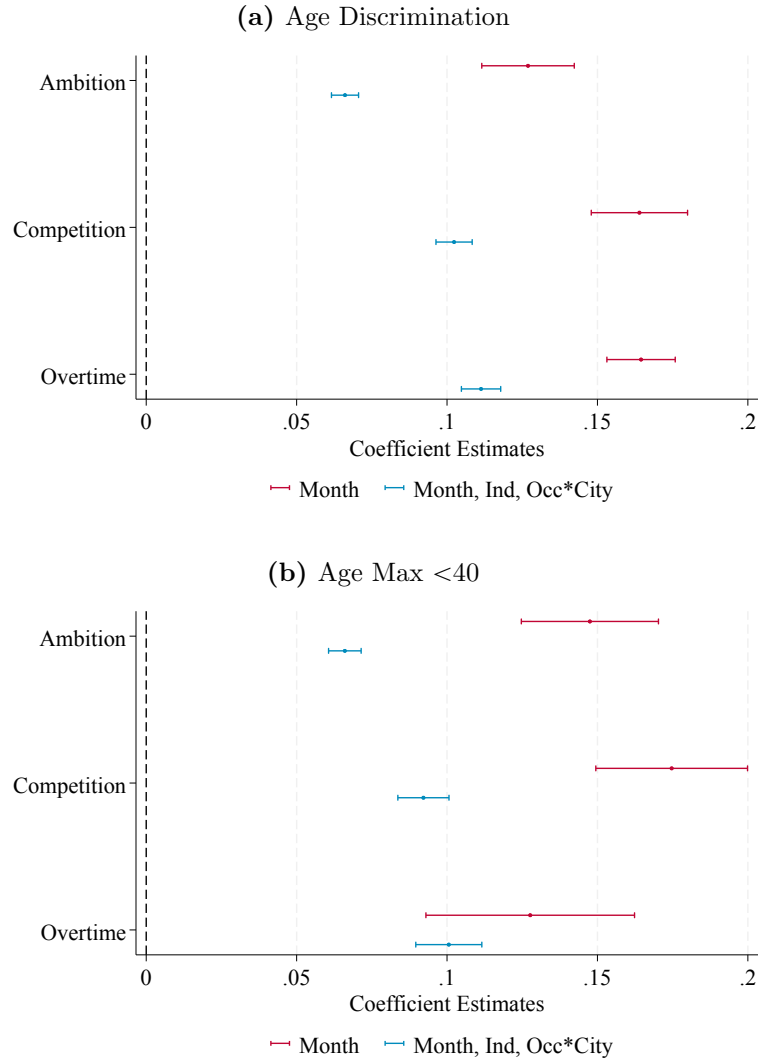 (a) Age Discrimination
Ambition
Competition
Overtime
0 .05 .1 .15 .2
Coefficient Estimates
Month Month, Ind, Occ*City
(b) Age Max <40
Ambition
Competition
Overtime
0 .05 .1 .15 .2
Coefficient Estimates
Month Month, Ind, Occ*City